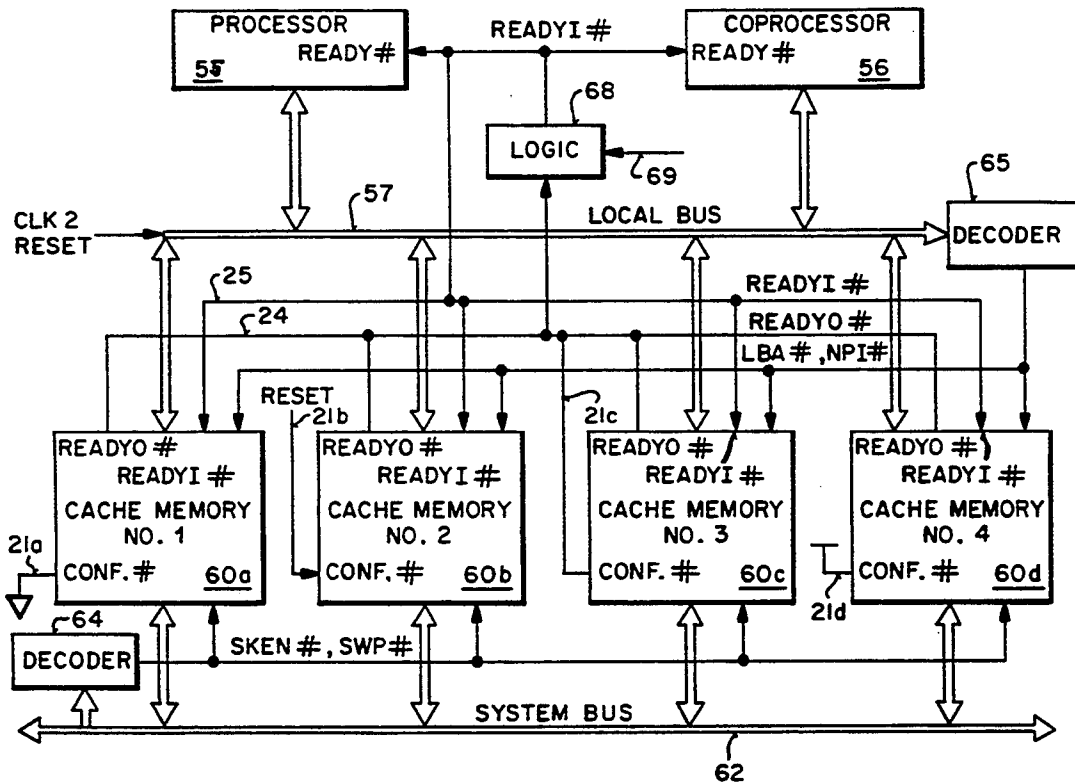 PROCESSOR
READY#
55
READYI#
COPROCESSOR
READY#
56
68
LOGIC
69
65
DECODER
CLK 2
RESET
57
LOCAL BUS
25
READYI#
24
READYO#
LBA#,NPI#
RESET
21b
21c
READYO#
READYI#
CACHE MEMORY
NO. 1
CONF.#
60a
21a
READYO#
READYI#
CACHE MEMORY
NO. 2
CONF.#
60b
READYO#
READYI#
CACHE MEMORY
NO. 3
CONF.#
60c
READYO#
READYI#
CACHE MEMORY
NO. 4
CONF.#
60d
21d
64
DECODER
SKEN#, SWP#
SYSTEM BUS
62